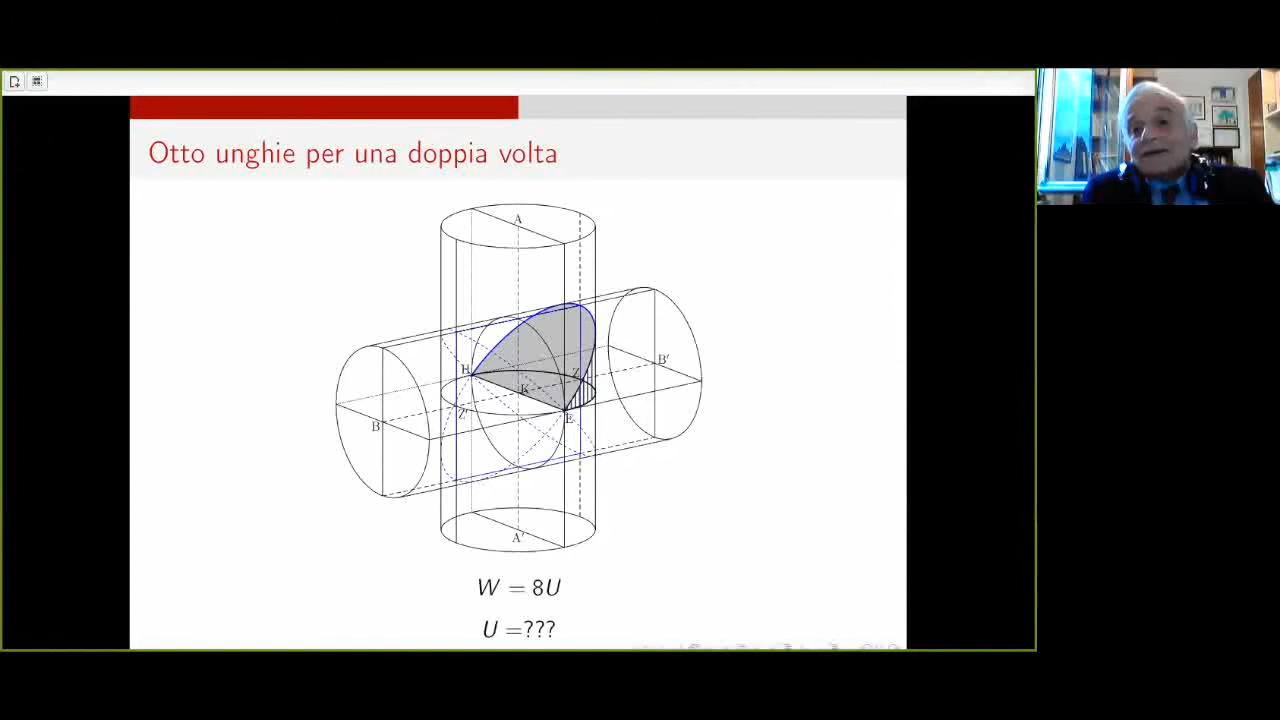 Otto unghie per una doppia volta
A
H
Z
B'
K
Z'
E
B
A'
W = 8U
U =???